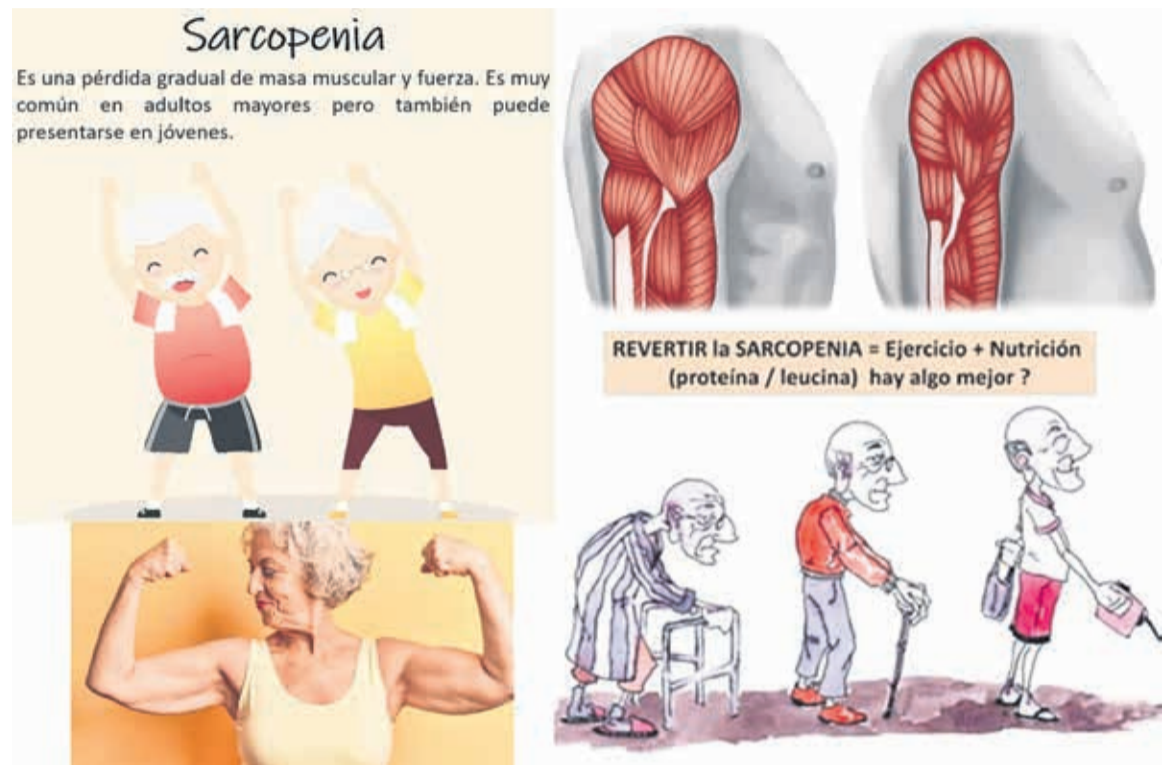 Sarcopenia
Es una pérdida gradual de masa muscular y fuerza. Es muy
común en adultos mayores pero también puede
presentarse en jóvenes.
REVERTIR la SARCOPENIA = Ejercicio + Nutrición
(proteína / leucina) hay algo mejor ?